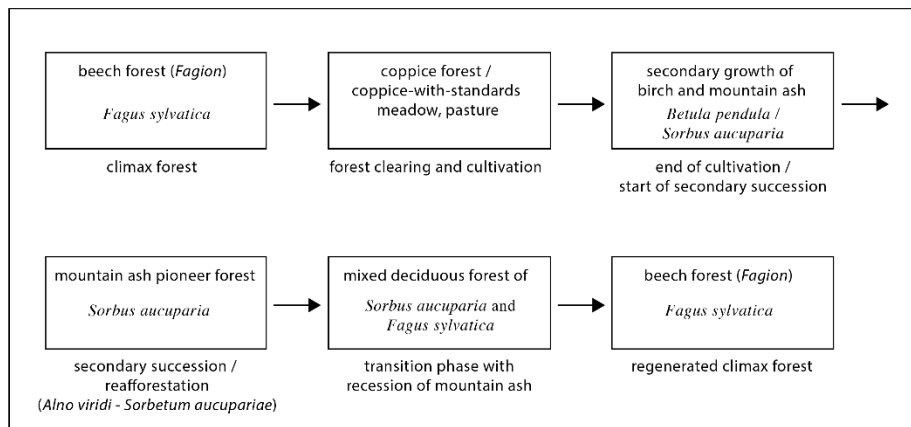 beech forest (Fagion)
Fagus sylvatica
climax forest
coppice forest /
coppice-with-standards
meadow, pasture
forest clearing and cultivation
secondary growth of
birch and mountain ash
Betula pendula /
Sorbus aucuparia
end of cultivation /
start of secondary succession
mountain ash pioneer forest
Sorbus aucuparia
secondary succession /
reafforestation
(Alno viridi - Sorbetum aucupariae)
mixed deciduous forest of
Sorbus aucuparia and
Fagus sylvatica
transition phase with
recession of mountain ash
beech forest (Fagion)
Fagus sylvatica
regenerated climax forest